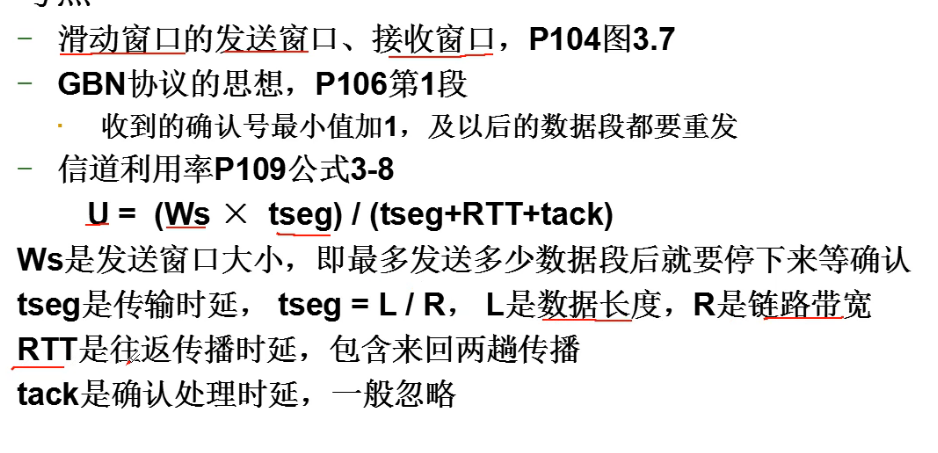 – 滑动窗口的发送窗口、接收窗口，P104图3.7
– GBN协议的思想，P106第1段
· 收到的确认号最小值加1，及以后的数据段都要重发
– 信道利用率P109公式3-8
U = (Ws × tseg) / (tseg+RTT+tack)
Ws是发送窗口大小，即最多发送多少数据段后就要停下来等确认
tseg是传输时延， tseg = L / R， L是数据长度，R是链路带宽
RTT是往返传播时延，包含来回两趟传播
tack是确认处理时延，一般忽略